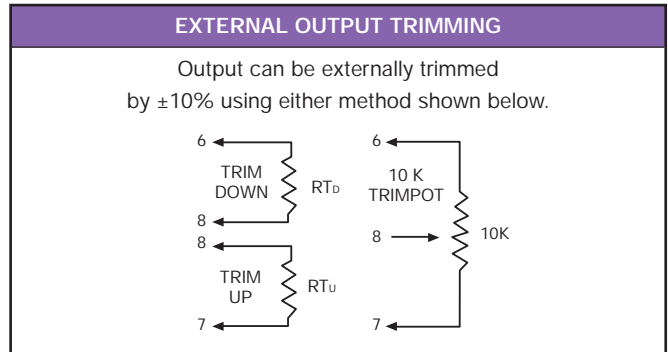 EXTERNAL OUTPUT TRIMMING
Output can be externally trimmed
by ±10% using either method shown below.
6
TRIM
DOWN
RTD
8
8
TRIM
UP
RTU
7
6
10 K
TRIMPOT
8
10K
7